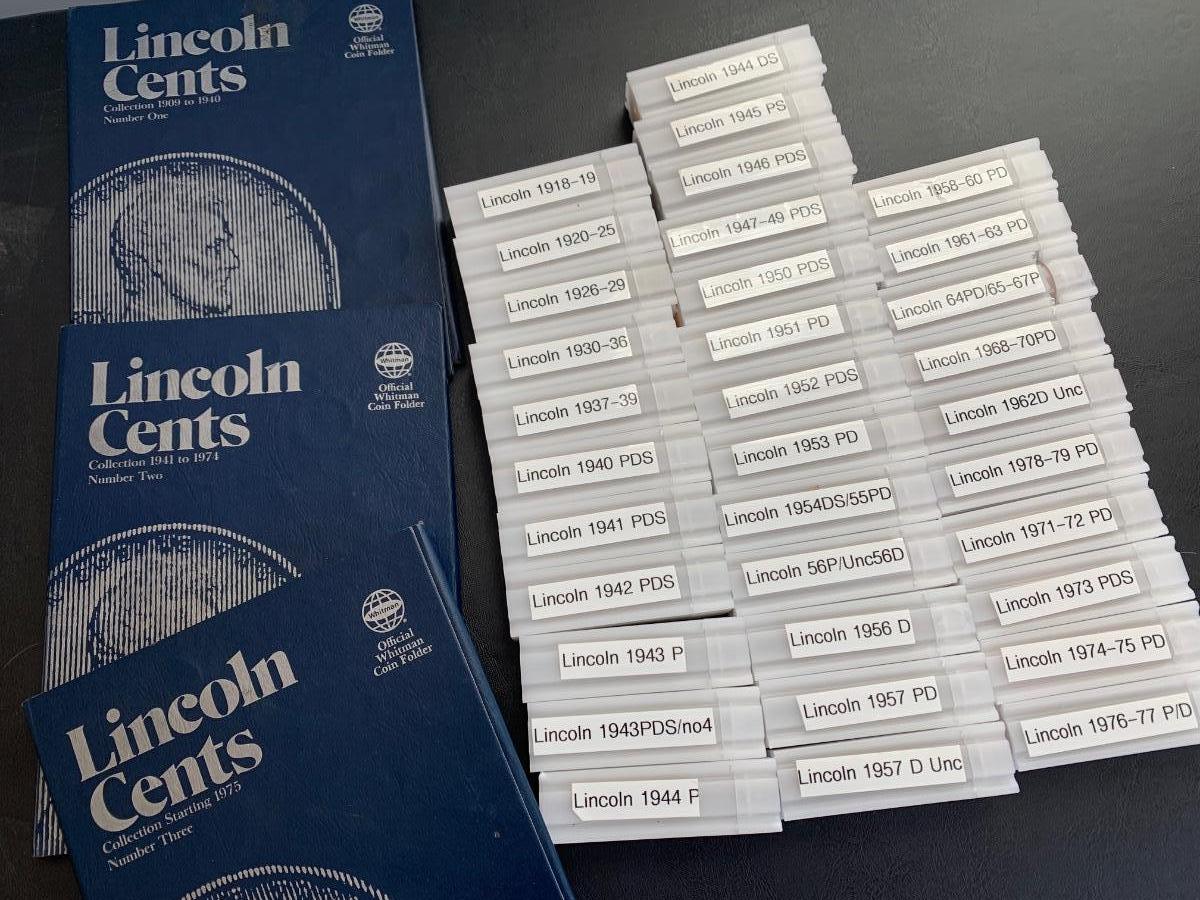 Lincoln
Cents
Collection 1909 to 1940
Number One
Whitman
Official
Whitman
Coin Folder
Lincoln
Cents
Collection 1941 to 1974
Number Two
Whitman
Official
Whitman
Coin Folder
Lincoln
Cents
Collection Starting 1975
Number Three
Whitman
Official
Whitman
Coin Folder
Lincoln 1918-19
Lincoln 1920-25
Lincoln 1926-29
Lincoln 1930-36
Lincoln 1937-39
Lincoln 1940 PDS
Lincoln 1941 PDS
Lincoln 1942 PDS
Lincoln 1943 P
Lincoln 1943PDS/no4
Lincoln 1944 P
Lincoln 1944 DS
Lincoln 1945 PS
Lincoln 1946 PDS
Lincoln 1947-49 PDS
Lincoln 1950 PDS
Lincoln 1951 PD
Lincoln 1952 PDS
Lincoln 1953 PD
Lincoln 1954DS/55PD
Lincoln 56P/Unc56D
Lincoln 1956 D
Lincoln 1957 PD
Lincoln 1957 D Unc
Lincoln 1958-60 PD
Lincoln 1961-63 PD
Lincoln 64PD/65-67P
Lincoln 1968-70PD
Lincoln 1962D Unc
Lincoln 1978-79 PD
Lincoln 1971-72 PD
Lincoln 1973 PDS
Lincoln 1974-75 PD
Lincoln 1976-77 P/D